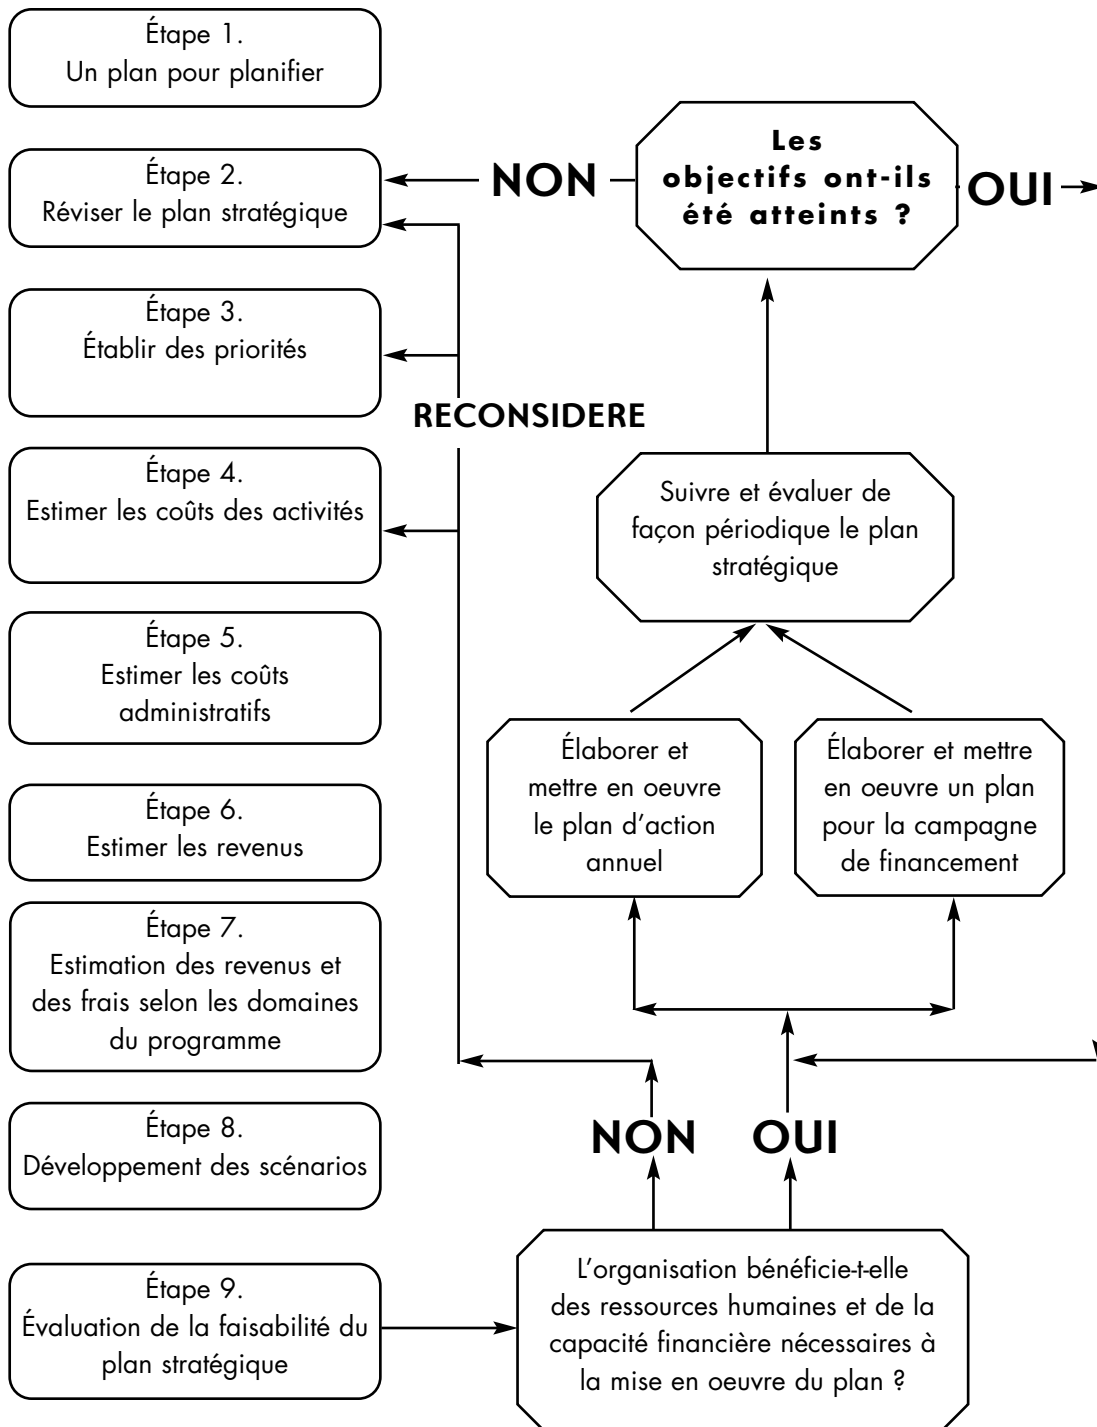 Étape 1.
Un plan pour planifier
Étape 2.
Réviser le plan stratégique
Étape 3.
Établir des priorités
Étape 4.
Estimer les coûts des activités
Étape 5.
Estimer les coûts
administratifs
Étape 6.
Estimer les revenus
Étape 7.
Estimation des revenus et
des frais selon les domaines
du programme
Étape 8.
Développement des scénarios
Étape 9.
Évaluation de la faisabilité du
plan stratégique
NON
Les
objectifs ont-ils
été atteints ?
OUI
RECONSIDERE
Suivre et évaluer de
façon périodique le plan
stratégique
Élaborer et
mettre en oeuvre
le plan d’action
annuel
Élaborer et mettre
en oeuvre un plan
pour la campagne
de financement
NON
OUI
L’organisation bénéficie-t-elle
des ressources humaines et de la
capacité financière nécessaires à
la mise en oeuvre du plan ?